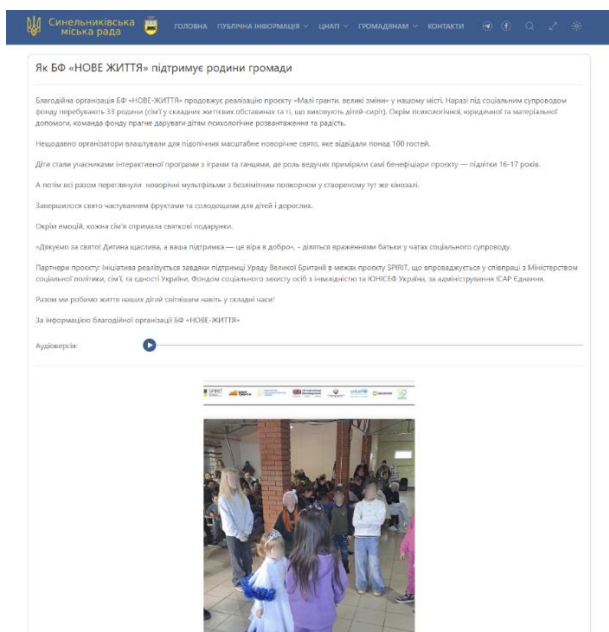 Синельниківська
міська рада
ГОЛОВНА ПУБЛІЧНА ІНФОРМАЦІЯ ЦНАП ГРОМАДЯНАМ КОНТАКТИ
Як БФ «НОВЕ ЖИТТЯ» підтримує родини громади
Благодійна організація БФ «НОВЕ-ЖИТТЯ» продовжує реалізацію проєкту «Малі гранти, великі зміни» у нашому місті. Наразі під соціальним супроводом
фонду перебувають 33 родини (сім'ї у складних життєвих обставинах та ті, що виховують дітей-сиріт). Окрім психологічної, юридичної та матеріальної
допомоги, команда фонду прагне дарувати дітям психологічне розвантаження та радість.
Нещодавно організатори влаштували для підопічних масштабне новорічне свято, яке відвідали понад 100 гостей.
Діти стали учасниками інтерактивної програми з іграми та танцями, де роль ведучих приміряли самі бенефіціари проєкту — підлітки 16-17 років.
А потім всі разом переглянули новорічні мультфільми з безлімітним попкорном у створеному тут же кінозалі.
Завершилося свято частуванням фруктами та солодощами для дітей і дорослих.
Окрім емоцій, кожна сім'я отримала святкові подарунки.
«Дякуємо за свято! Дитина щаслива, а ваша підтримка — це віра в добро», - діляться враженнями батьки у чатах соціального супроводу.
Партнери проєкту: Ініціатива реалізується завдяки підтримці Уряду Великої Британії в межах проєкту SPIRIT, що впроваджується у співпраці з Міністерством
соціальної політики, сім'ї, та єдності України, Фондом соціального захисту осіб з інвалідністю та ЮНІСЕФ Україна, за адміністрування ІСАР Єднання.
Разом ми робимо життя наших дітей світлішим навіть у складні часи!
За інформацією благодійної організації БФ «НОВЕ-ЖИТТЯ»
Аудіоверсія:
SPIRIT unicef